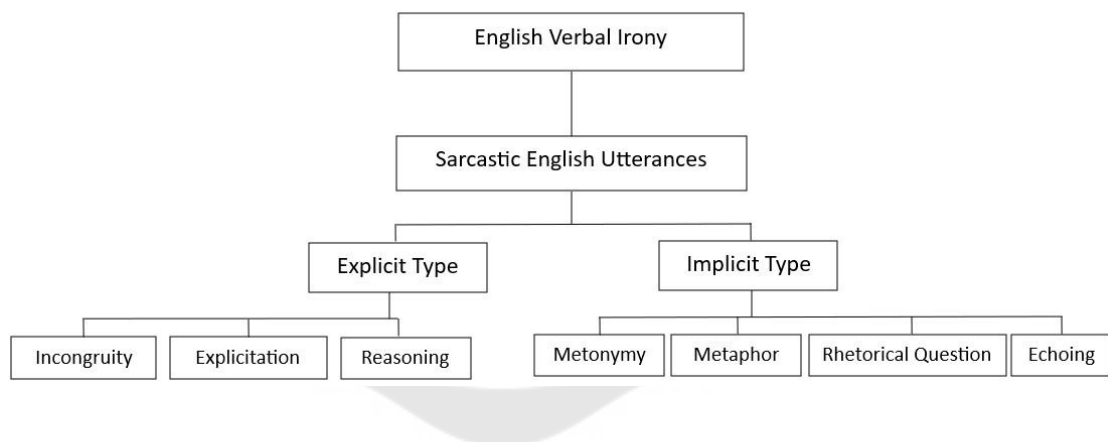 English Verbal Irony
Sarcastic English Utterances
Explicit Type
Implicit Type
Incongruity
Explicitation
Reasoning
Metonymy
Metaphor
Rhetorical Question
Echoing